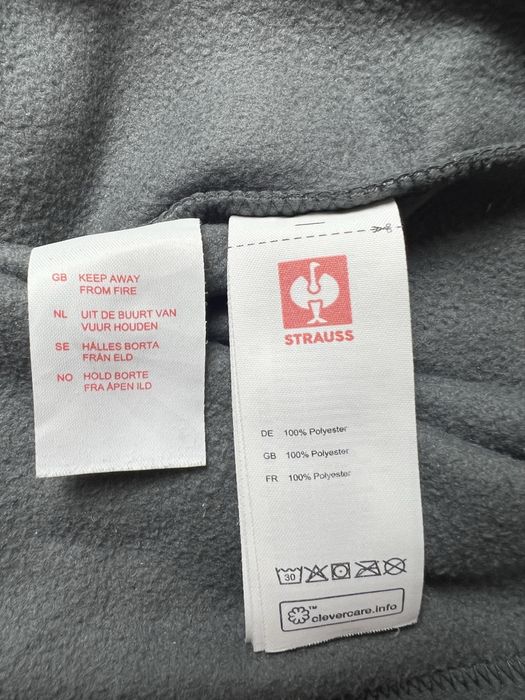 GB KEEP AWAY
FROM FIRE
NL UIT DE BUURT VAN
VUUR HOUDEN
SE HÅLLES BORTA
FRÅN ELD
NO HOLD BORTE
FRA ÅPEN ILD
STRAUSS
DE 100% Polyester
GB 100% Polyester
FR 100% Polyester
30
™
clevercare.info